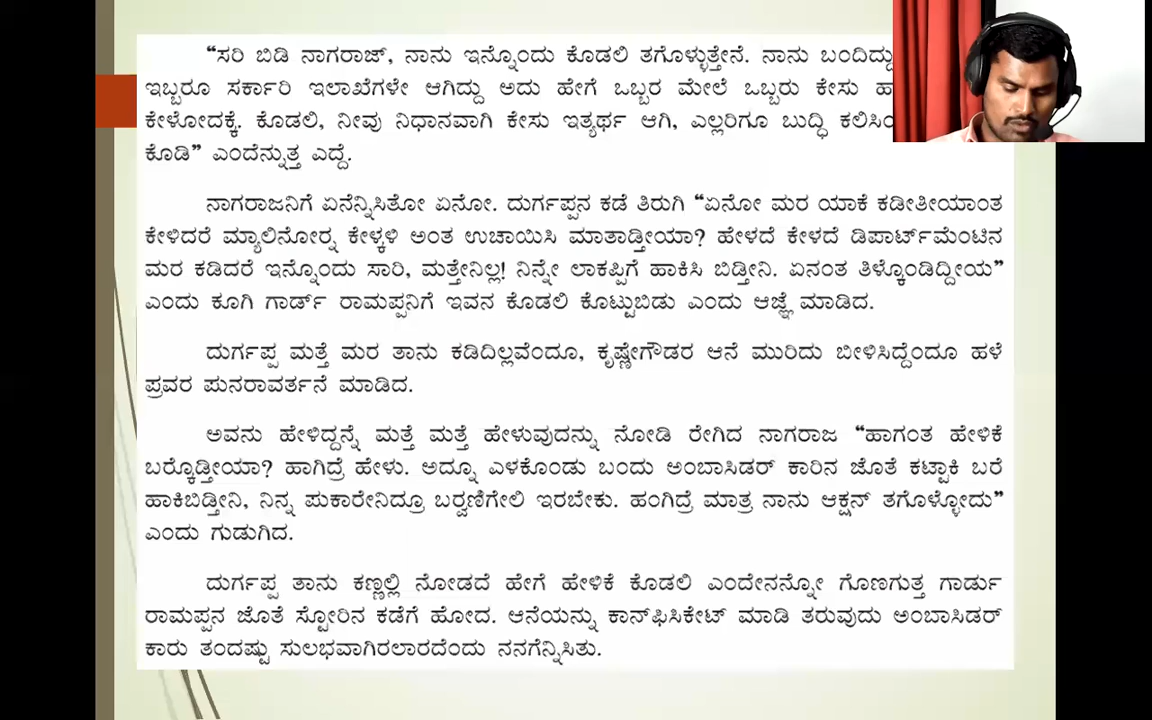 “ಸರಿ ಬಿಡಿ ನಾಗರಾಜ್, ನಾನು ಇನ್ನೊಂದು ಕೊಡಲಿ ತಗೊಳ್ಳುತ್ತೇನೆ. ನಾನು ಬಂದಿದ್ದು
ಇಬ್ಬರೂ ಸರ್ಕಾರಿ ಇಲಾಖೆಗಳೇ ಆಗಿದ್ದು ಅದು ಹೇಗೆ ಒಬ್ಬರ ಮೇಲೆ ಒಬ್ಬರು ಕೇಸು
ಕೇಳೋದಕ್ಕೆ. ಕೊಡಲಿ, ನೀವು ನಿಧಾನವಾಗಿ ಕೇಸು ಇತ್ಯರ್ಥ ಆಗಿ, ಎಲ್ಲರಿಗೂ ಬುದ್ಧಿ
ಕೊಡಿ” ಎಂದೆನ್ನುತ್ತ ಎದ್ದೆ.
ನಾಗರಾಜನಿಗೆ ಏನೆನ್ನಿಸಿತೋ ಏನೋ. ದುರ್ಗಪ್ಪನ ಕಡೆ ತಿರುಗಿ “ಏನೋ ಮರ ಯಾಕೆ ಕಡೀತೀಯಾಂತ
ಕೇಳಿದರೆ ಮ್ಯಾಲಿನೋರ‍್ನ ಕೇಳ್ಕಳಿ ಅಂತ ಉಚಾಯಿಸಿ ಮಾತಾಡ್ತೀಯಾ? ಹೇಳದೆ ಕೇಳದೆ ಡಿಪಾರ್ಟ್‌ಮೆಂಟಿನ
ಮರ ಕಡಿದರೆ ಇನ್ನೊಂದು ಸಾರಿ, ಮತ್ತೇನಿಲ್ಲ! ನಿನ್ನೇ ಲಾಕಪ್ಪಿಗೆ ಹಾಕಿಸಿ ಬಿಡ್ತೀನಿ. ಏನಂತ ತಿಳ್ಕೊಂಡಿದ್ದೀಯ”
ಎಂದು ಕೂಗಿ ಗಾರ್ಡ್ ರಾಮಪ್ಪನಿಗೆ ಇವನ ಕೊಡಲಿ ಕೊಟ್ಟುಬಿಡು ಎಂದು ಆಜ್ಞೆ ಮಾಡಿದ.
ದುರ್ಗಪ್ಪ ಮತ್ತೆ ಮರ ತಾನು ಕಡಿದಿಲ್ಲವೆಂದೂ, ಕೃಷ್ಣೇಗೌಡರ ಆನೆ ಮುರಿದು ಬೀಳಿಸಿದ್ದೆಂದೂ ಹಳೆ
ಪ್ರವರ ಪುನರಾವರ್ತನೆ ಮಾಡಿದ.
ಅವನು ಹೇಳಿದ್ದನ್ನೆ ಮತ್ತೆ ಮತ್ತೆ ಹೇಳುವುದನ್ನು ನೋಡಿ ರೇಗಿದ ನಾಗರಾಜ “ಹಾಗಂತ ಹೇಳಿಕೆ
ಬರ‍್ಕೊಡ್ತೀಯಾ? ಹಾಗಿದ್ರೆ ಹೇಳು. ಅದ್ನೂ ಎಳಕೊಂಡು ಬಂದು ಅಂಬಾಸಿಡರ್ ಕಾರಿನ ಜೊತೆ ಕಟ್ಹಾಕಿ ಬರೆ
ಹಾಕಿಬಿಡ್ತೀನಿ, ನಿನ್ನ ಪುಕಾರೇನಿದ್ರೂ ಬರ‍್ವಣಿಗೇಲಿ ಇರಬೇಕು. ಹಂಗಿದ್ರೆ ಮಾತ್ರ ನಾನು ಆಕ್ಷನ್ ತಗೊಳ್ಳೋದು”
ಎಂದು ಗುಡುಗಿದ.
ದುರ್ಗಪ್ಪ ತಾನು ಕಣ್ಣಲ್ಲಿ ನೋಡದೆ ಹೇಗೆ ಹೇಳಿಕೆ ಕೊಡಲಿ ಎಂದೇನನ್ನೋ ಗೊಣಗುತ್ತ ಗಾರ್ಡು
ರಾಮಪ್ಪನ ಜೊತೆ ಸ್ಟೋರಿನ ಕಡೆಗೆ ಹೋದ. ಆನೆಯನ್ನು ಕಾನ್‌ಫಿಸಿಕೇಟ್ ಮಾಡಿ ತರುವುದು ಅಂಬಾಸಿಡರ್
ಕಾರು ತಂದಷ್ಟು ಸುಲಭವಾಗಿರಲಾರದೆಂದು ನನಗೆನ್ನಿಸಿತು.